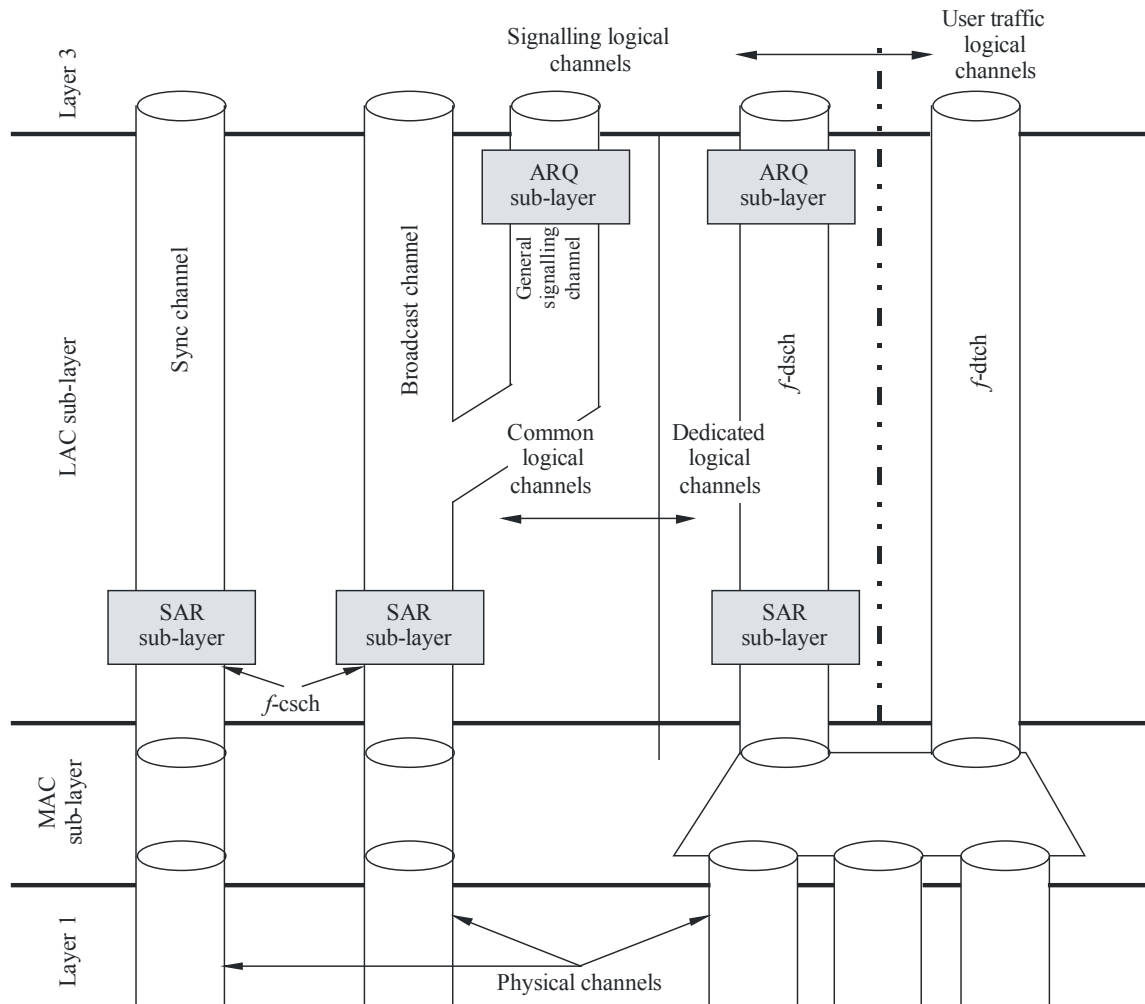 Layer 3
Signalling logical
channels
User traffic
logical
channels
ARQ
sub-layer
ARQ
sub-layer
LAC sub-layer
Sync channel
Broadcast channel
General
signalling
channel
f-dsch
f-dtch
Common
logical
channels
Dedicated
logical
channels
SAR
sub-layer
SAR
sub-layer
SAR
sub-layer
f-csch
MAC
sub-layer
Layer 1
Physical channels